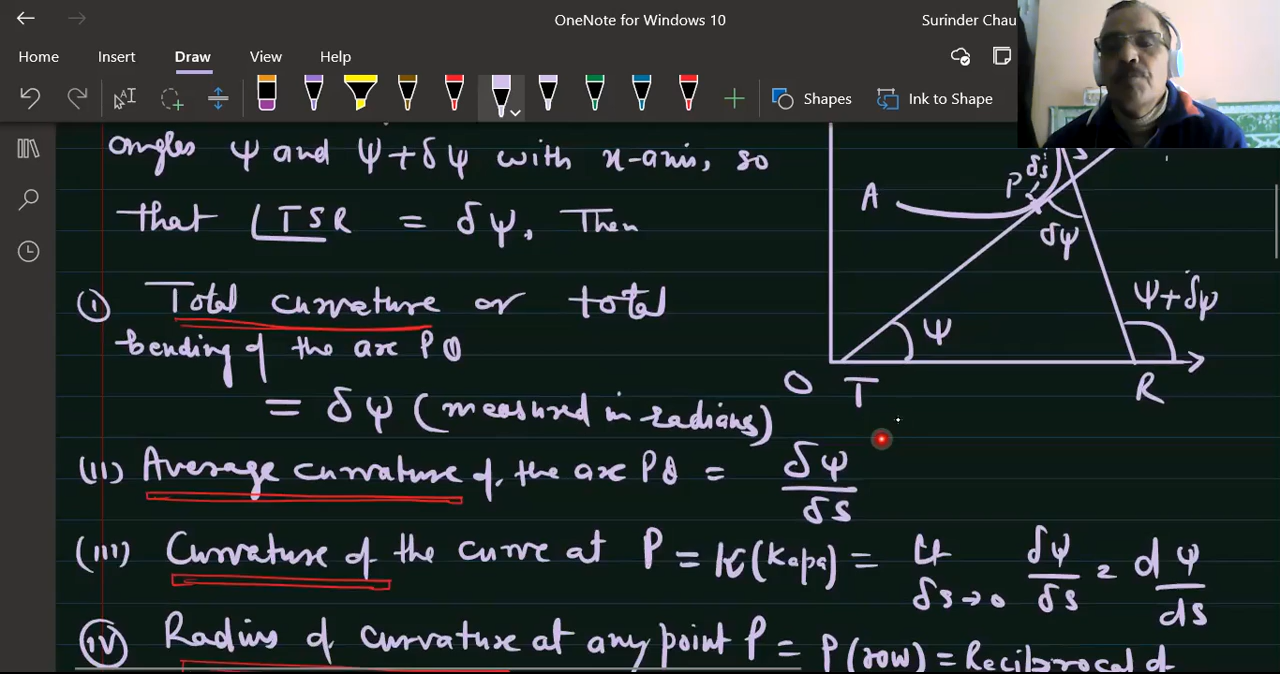 OneNote for Windows 10
Surinder Chau
Home Insert Draw View Help
Shapes
Ink to Shape
angles ψ and ψ+δψ with x-axis, so
that ∠TSR = δψ, Then
(i) Total curvature or total
bending of the arc PQ
= δψ (measured in radians)
(ii) Average curvature of the arc PQ = δψ/δs
(iii) Curvature of the curve at P = K (Kapa) = Lt δs→0 δψ/δs = dψ/ds
(iv) Radius of curvature at any point P = ρ (row) = Reciprocal of
A
P
δs
S
δψ
ψ
ψ+δψ
O
T
R